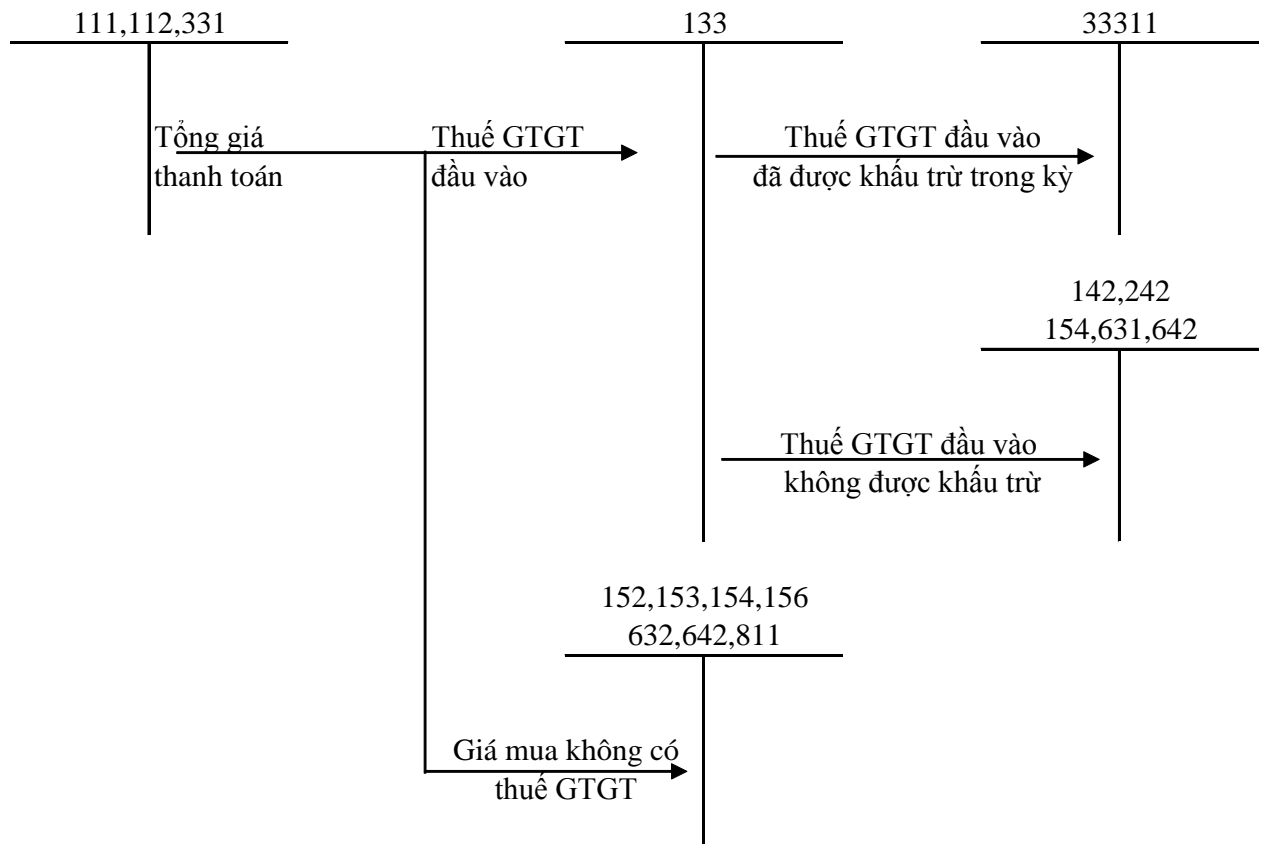 111,112,331
133
33311
Tổng giá
thanh toán
Thuế GTGT
đầu vào
Thuế GTGT đầu vào
đã được khấu trừ trong kỳ
142,242
154,631,642
Thuế GTGT đầu vào
không được khấu trừ
152,153,154,156
632,642,811
Giá mua không có
thuế GTGT